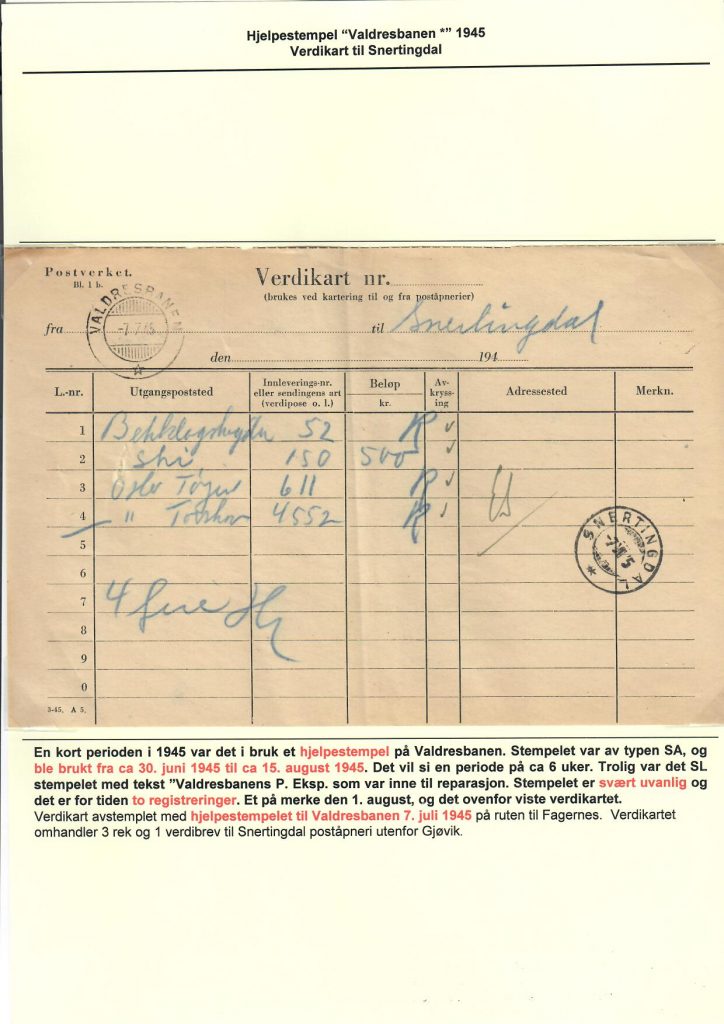 Hjelpestempel “Valdresbanen *” 1945
Verdikart til Snertingdal
Postverket.
Bl. 1 b.
Verdikart nr.
(brukes ved kartering til og fra poståpnerier)
VALDRESBANEN
-7.7.45
fra
til Snertingdal
den
194
L.-nr.
Utgangspoststed
Innleverings-nr. eller sendingens art (verdipose o. l.)
Beløp
kr.
Av-kryss-ing
Adressested
Merkn.
1 52 R
2 Ski 150 500
3 Oslo Tøyen 611 R
4 " Torshov 4552 R
5
6
7 4 fire
8
9
0
SNERTINGDAL
3-45. A 5.
En kort perioden i 1945 var det i bruk et hjelpestempel på Valdresbanen. Stempelet var av typen SA, og
ble brukt fra ca 30. juni 1945 til ca 15. august 1945. Det vil si en periode på ca 6 uker. Trolig var det SL
stempelet med tekst ”Valdresbanens P. Eksp. som var inne til reparasjon. Stempelet er svært uvanlig og
det er for tiden to registreringer. Et på merke den 1. august, og det ovenfor viste verdikartet.
Verdikart avstemplet med hjelpestempelet til Valdresbanen 7. juli 1945 på ruten til Fagernes. Verdikartet
omhandler 3 rek og 1 verdibrev til Snertingdal poståpneri utenfor Gjøvik.